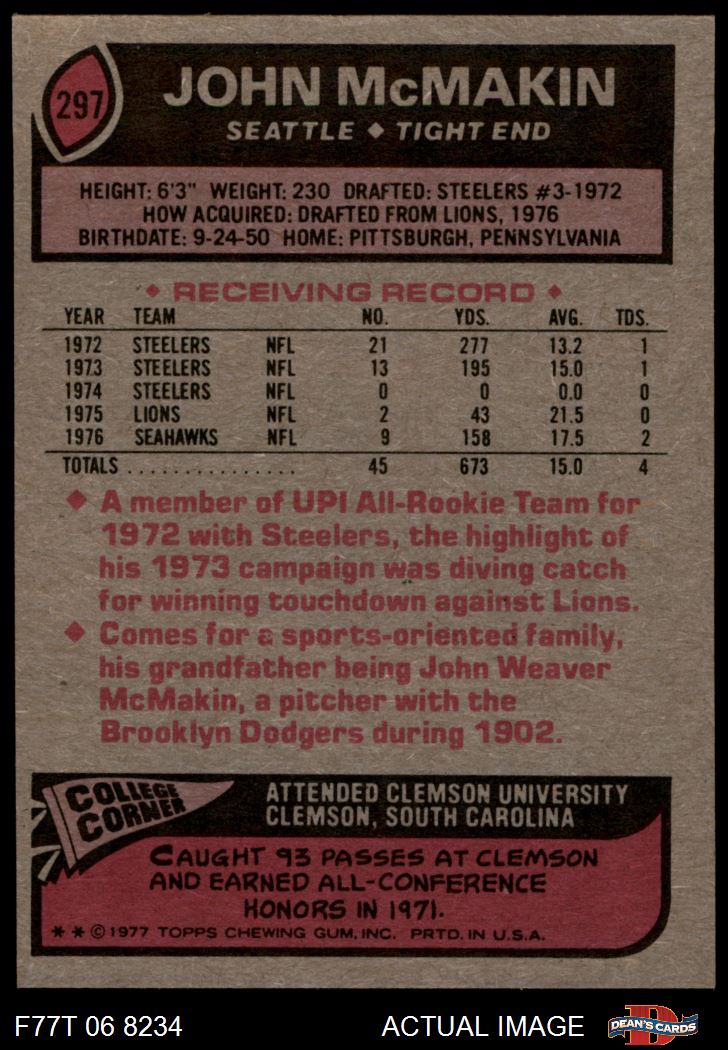 297
JOHN McMAKIN
SEATTLE ◆ TIGHT END
HEIGHT: 6'3" WEIGHT: 230 DRAFTED: STEELERS #3-1972
HOW ACQUIRED: DRAFTED FROM LIONS, 1976
BIRTHDATE: 9-24-50 HOME: PITTSBURGH, PENNSYLVANIA
◆ RECEIVING RECORD ◆
YEAR TEAM NO. YDS. AVG. TDS.
1972 STEELERS NFL 21 277 13.2 1
1973 STEELERS NFL 13 195 15.0 1
1974 STEELERS NFL 0 0 0.0 0
1975 LIONS NFL 2 43 21.5 0
1976 SEAHAWKS NFL 9 158 17.5 2
TOTALS ................ 45 673 15.0 4
◆ A member of UPI All-Rookie Team for
1972 with Steelers, the highlight of
his 1973 campaign was diving catch
for winning touchdown against Lions.
◆ Comes for a sports-oriented family,
his grandfather being John Weaver
McMakin, a pitcher with the
Brooklyn Dodgers during 1902.
COLLEGE
CORNER
ATTENDED CLEMSON UNIVERSITY
CLEMSON, SOUTH CAROLINA
CAUGHT 93 PASSES AT CLEMSON
AND EARNED ALL-CONFERENCE
HONORS IN 1971.
* * © 1977 TOPPS CHEWING GUM, INC. PRTD. IN U.S.A.
F77T 06 8234 ACTUAL IMAGE
D
DEAN'S CARDS